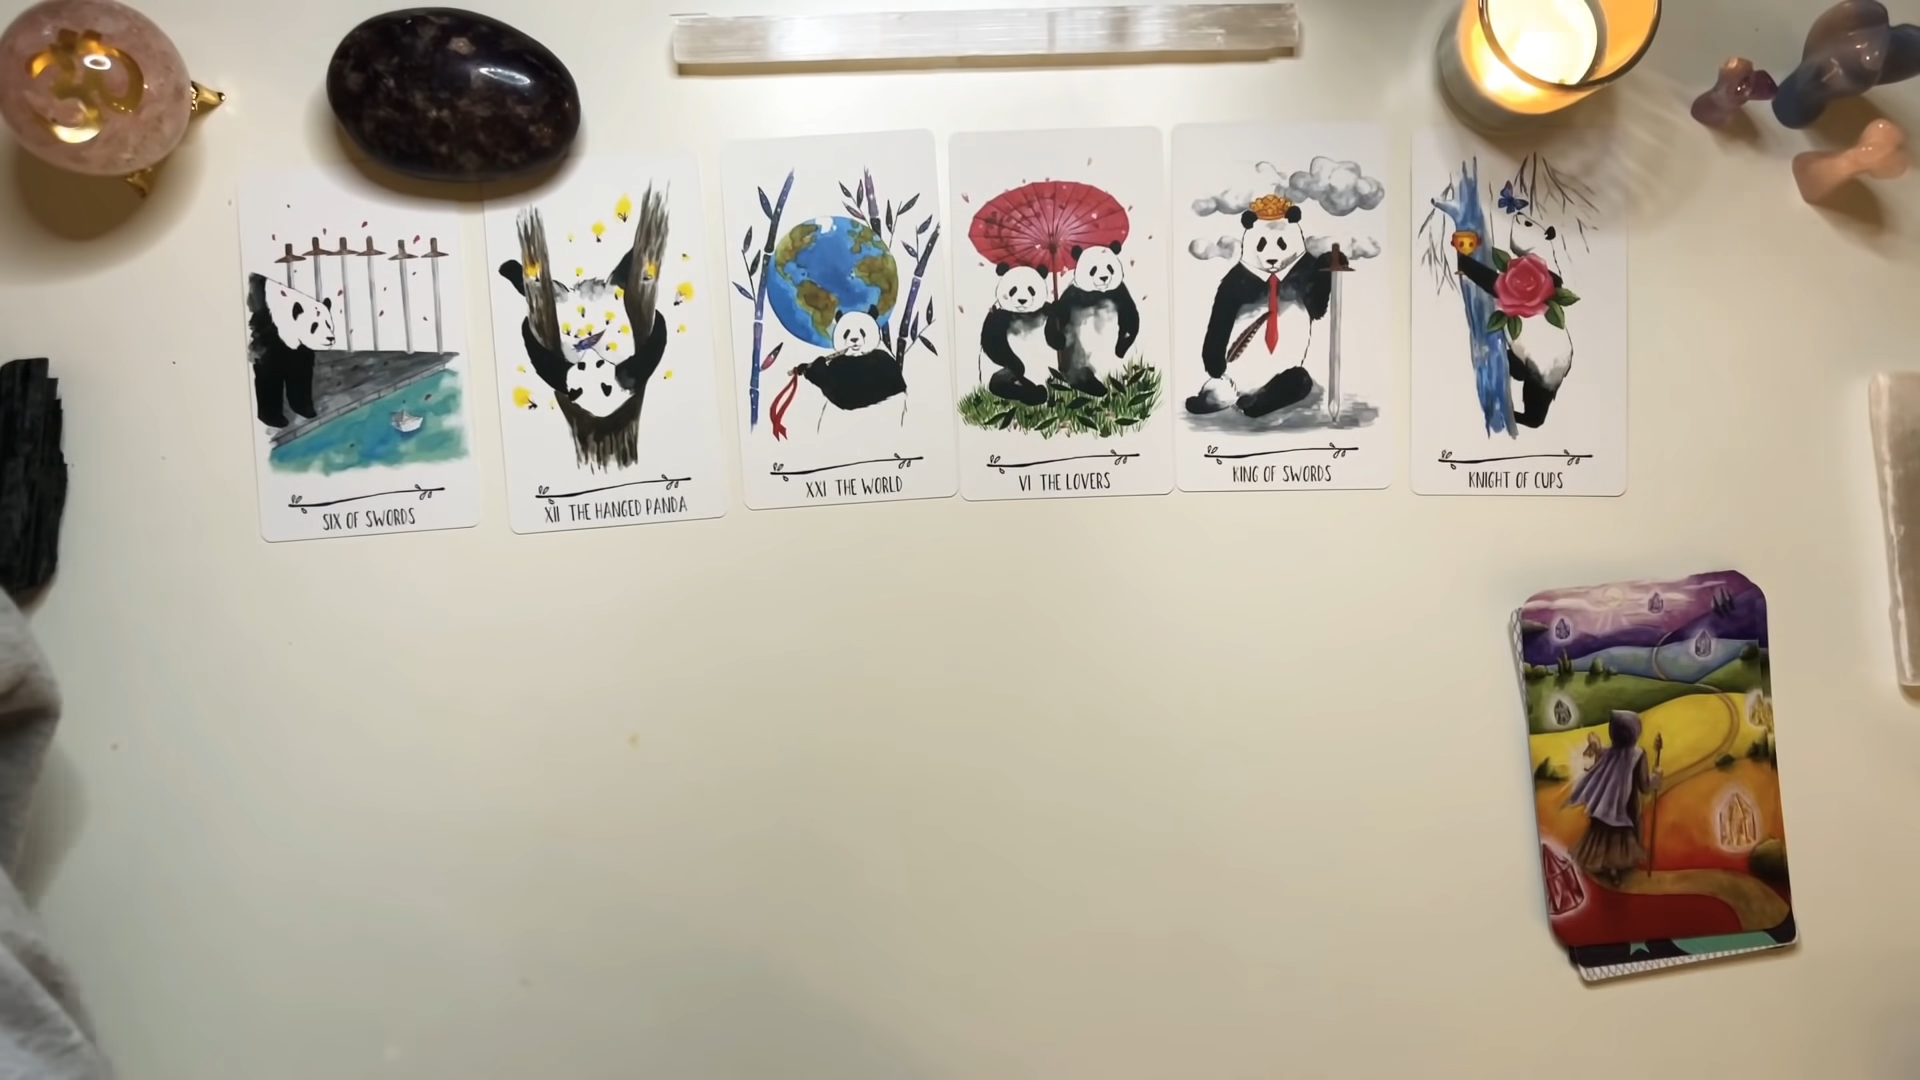 SIX OF SWORDS
XII THE HANGED PANDA
XXI THE WORLD
VI THE LOVERS
KING OF SWORDS
KNIGHT OF CUPS